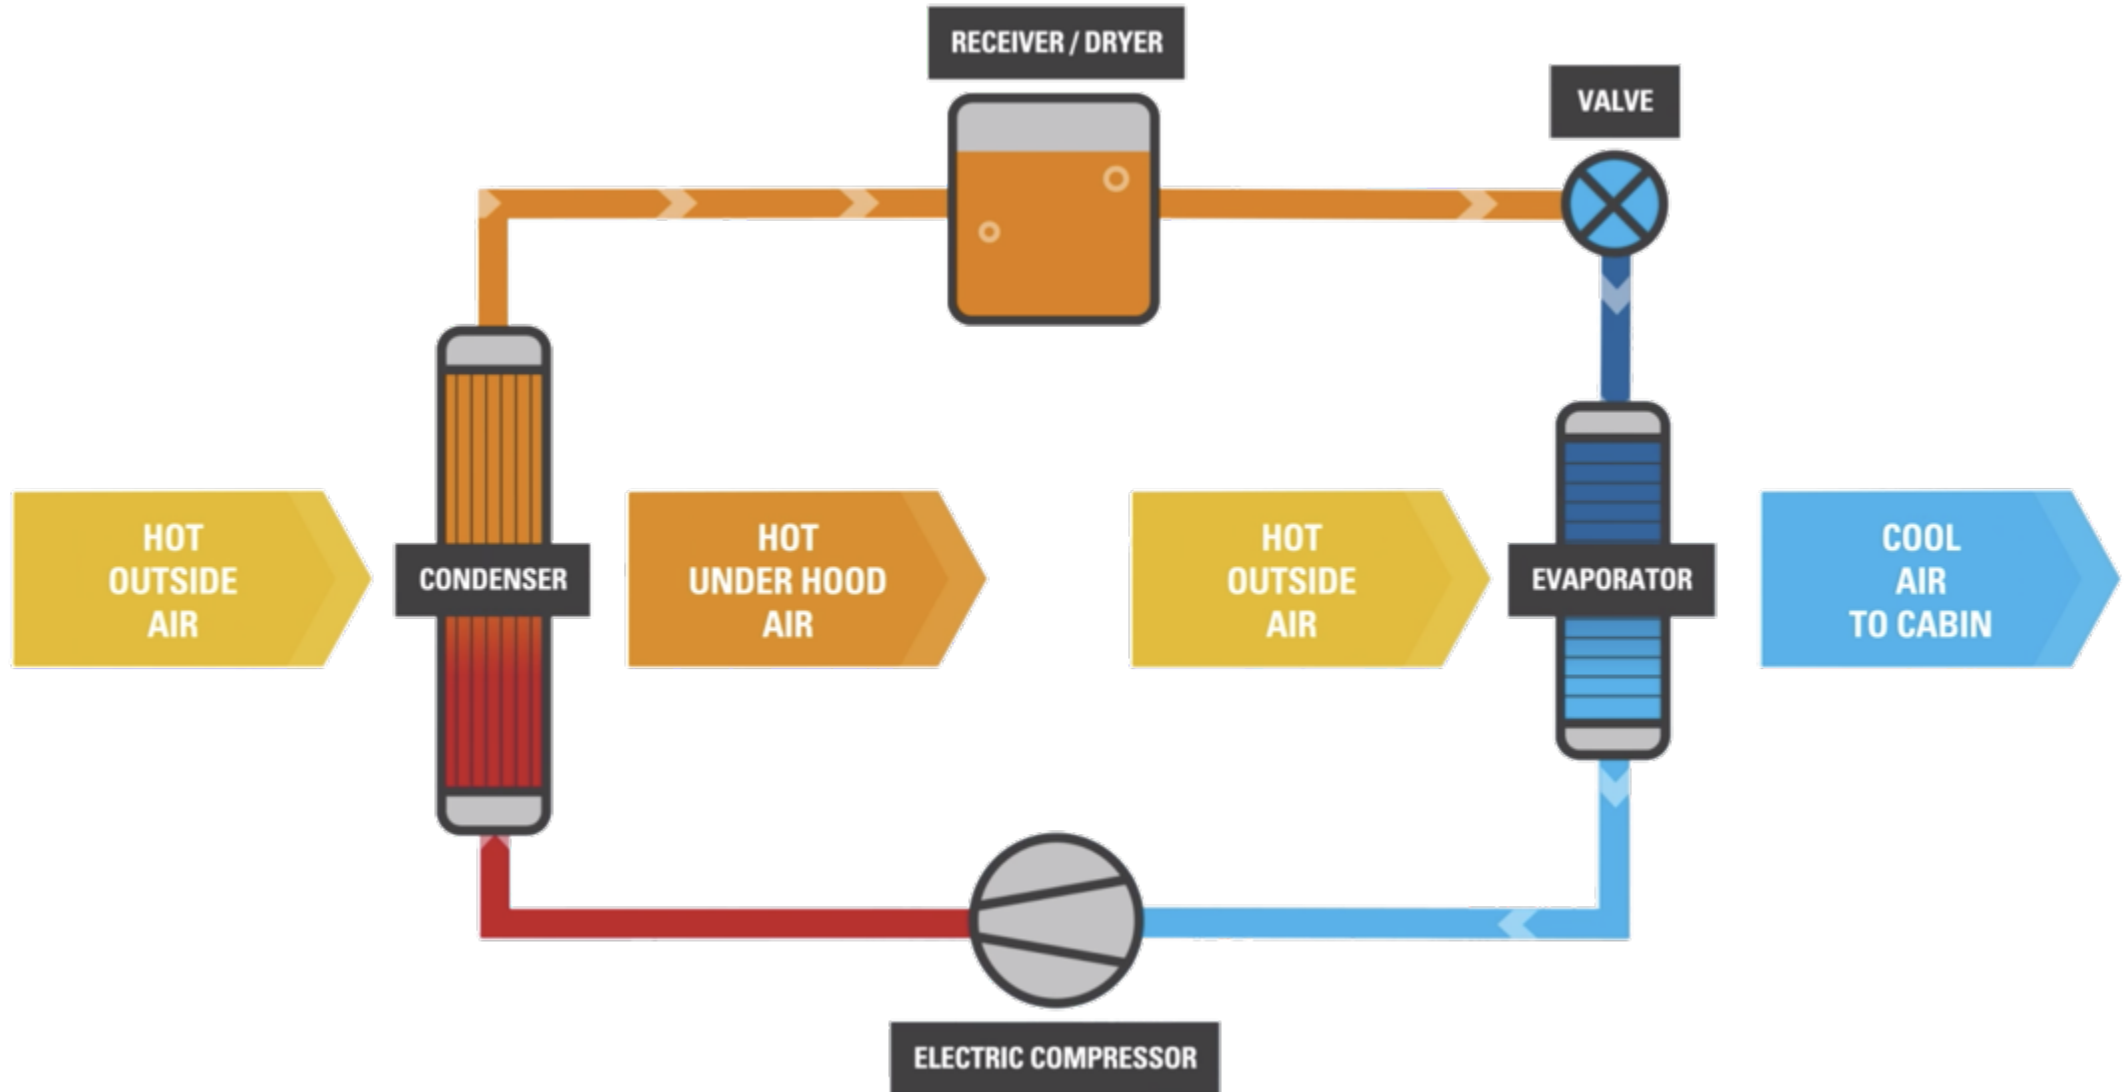 RECEIVER / DRYER
VALVE
HOT
OUTSIDE
AIR
CONDENSER
HOT
UNDER HOOD
AIR
HOT
OUTSIDE
AIR
EVAPORATOR
COOL
AIR
TO CABIN
ELECTRIC COMPRESSOR